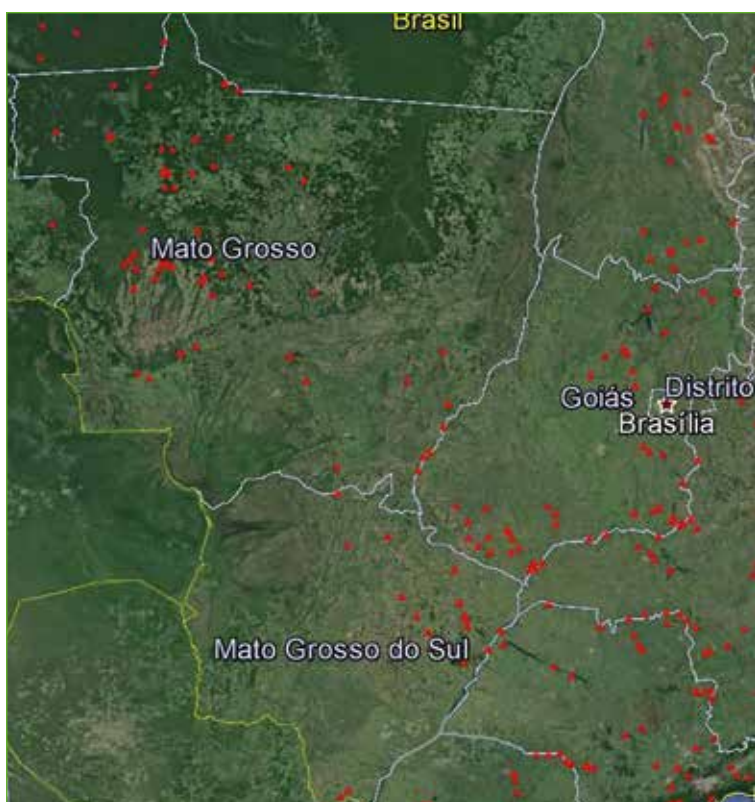 Brasil
Mato Grosso
Goiás
Distrito
Brasília
Mato Grosso do Sul